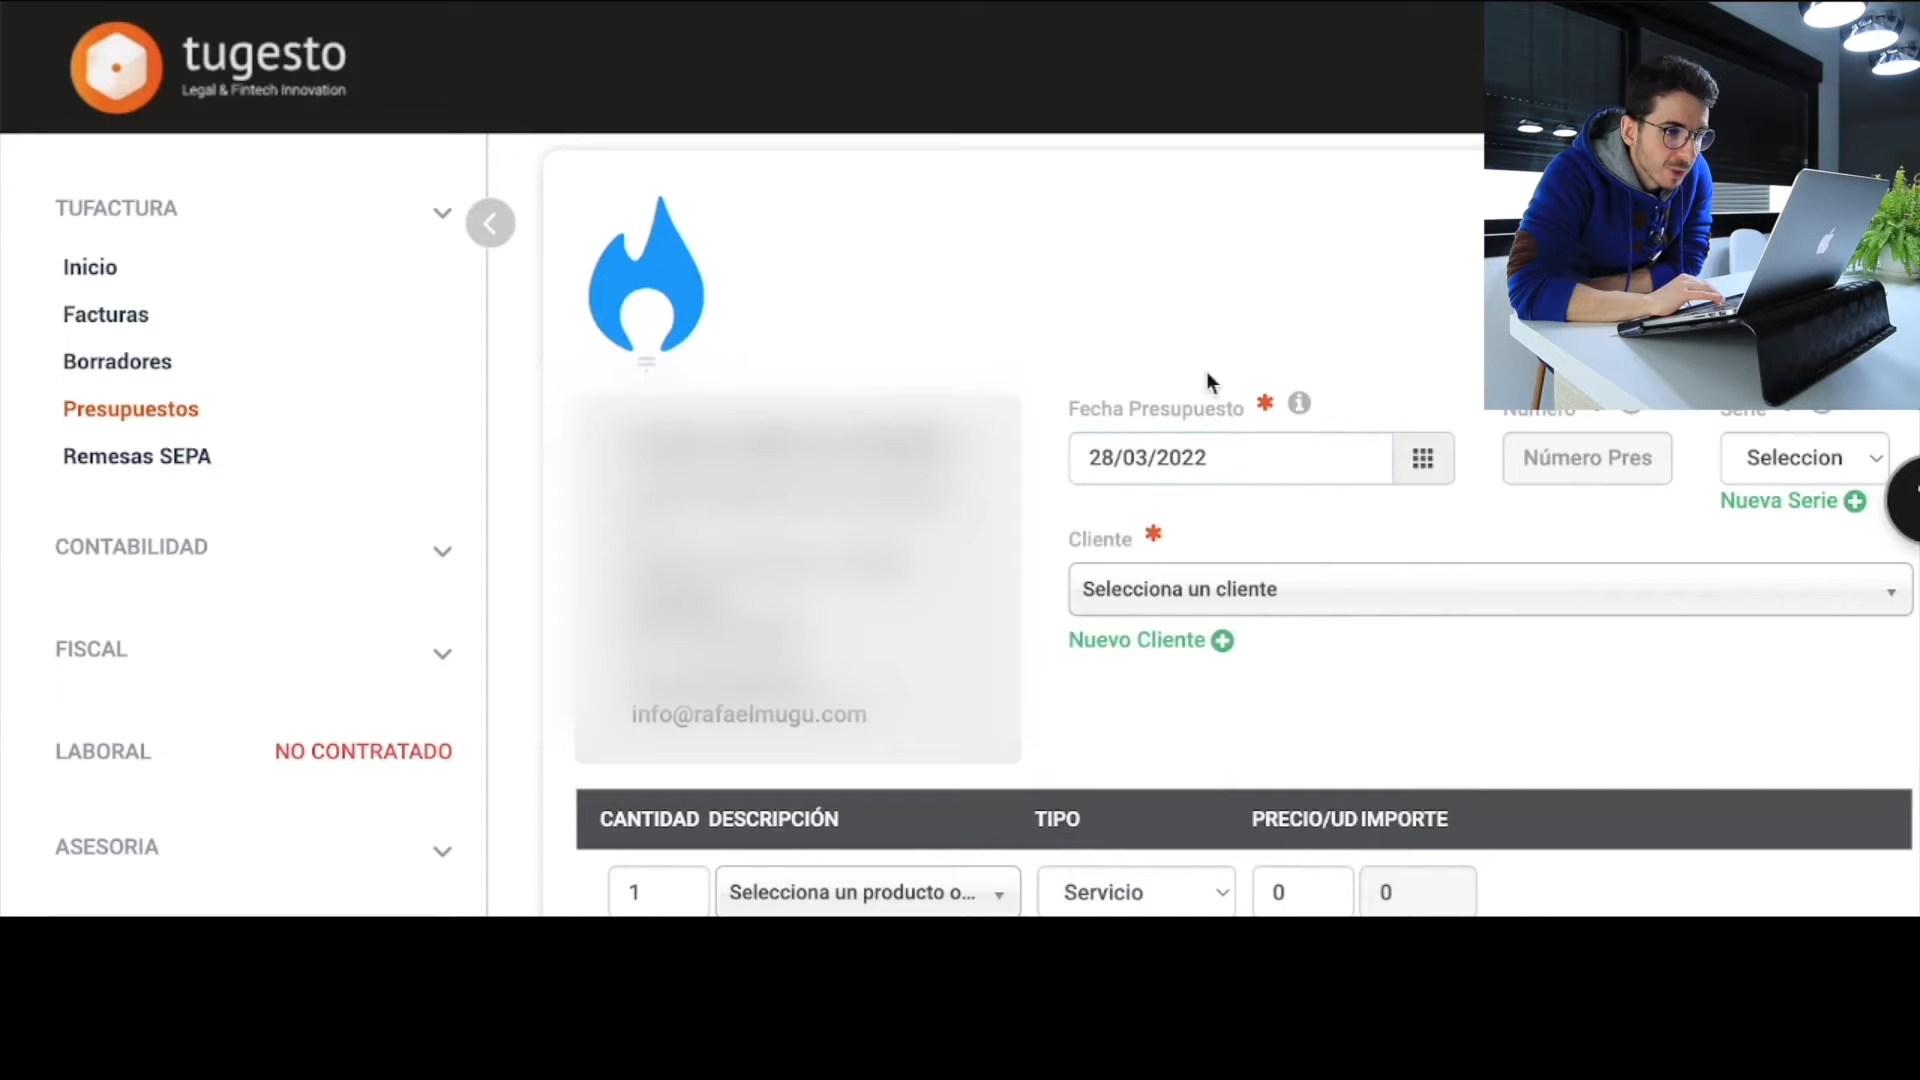 tugesto
Legal & Fintech Innovation
TUFACTURA
Inicio
Facturas
Borradores
Presupuestos
Remesas SEPA
CONTABILIDAD
FISCAL
LABORAL NO CONTRATADO
ASESORIA
info@rafaelmugu.com
Fecha Presupuesto *
28/03/2022
Número Pres
Seleccion
Nueva Serie
Cliente *
Selecciona un cliente
Nuevo Cliente
CANTIDAD DESCRIPCIÓN TIPO PRECIO/UD IMPORTE
1 Selecciona un producto o... Servicio 0 0